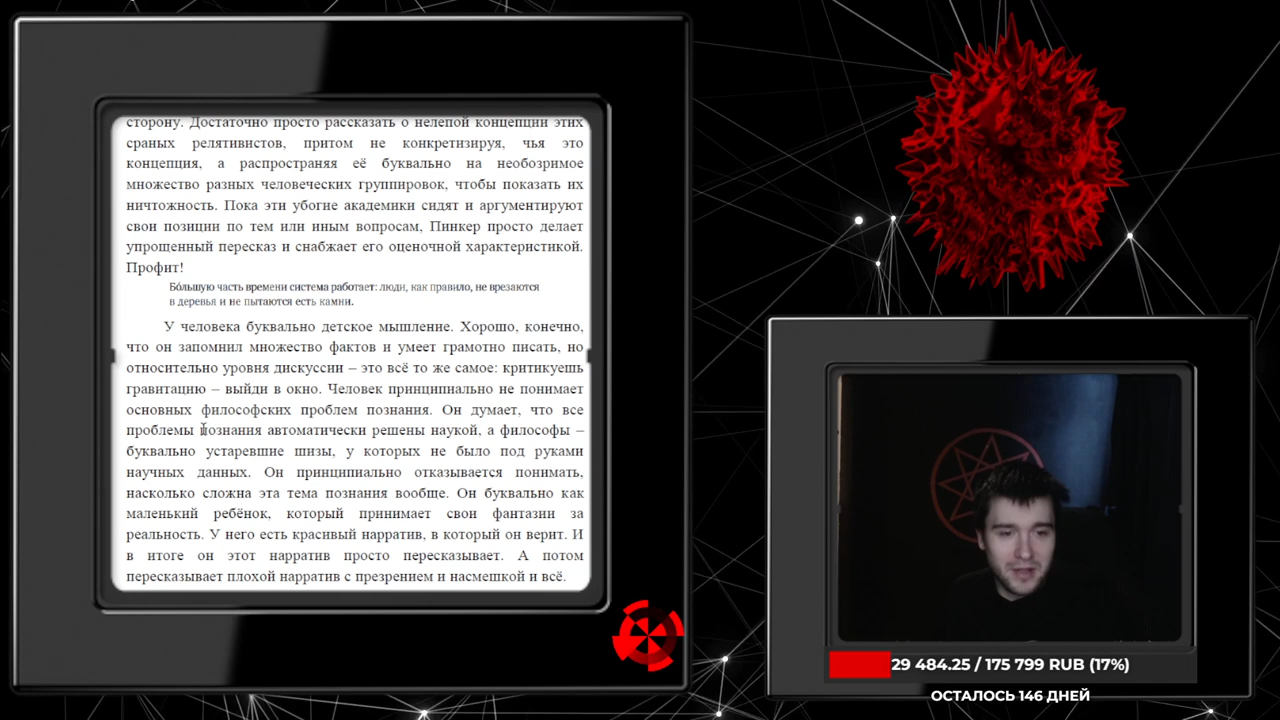 сторону. Достаточно просто рассказать о нелепой концепции этих
сраных релятивистов, притом не конкретизируя, чья это
концепция, а распространяя её буквально на необозримое
множество разных человеческих группировок, чтобы показать их
ничтожность. Пока эти убогие академики сидят и аргументируют
свои позиции по тем или иным вопросам, Пинкер просто делает
упрощенный пересказ и снабжает его оценочной характеристикой.
Профит!
Бо́льшую часть времени система работает: люди, как правило, не врезаются
в деревья и не пытаются есть камни.
У человека буквально детское мышление. Хорошо, конечно,
что он запомнил множество фактов и умеет грамотно писать, но
относительно уровня дискуссии – это всё то же самое: критикуешь
гравитацию – выйди в окно. Человек принципиально не понимает
основных философских проблем познания. Он думает, что все
проблемы познания автоматически решены наукой, а философы –
буквально устаревшие шизы, у которых не было под руками
научных данных. Он принципиально отказывается понимать,
насколько сложна эта тема познания вообще. Он буквально как
маленький ребёнок, который принимает свои фантазии за
реальность. У него есть красивый нарратив, в который он верит. И
в итоге он этот нарратив просто пересказывает. А потом
пересказывает плохой нарратив с презрением и насмешкой и всё.
29 484.25 / 175 799 RUB (17%)
ОСТАЛОСЬ 146 ДНЕЙ